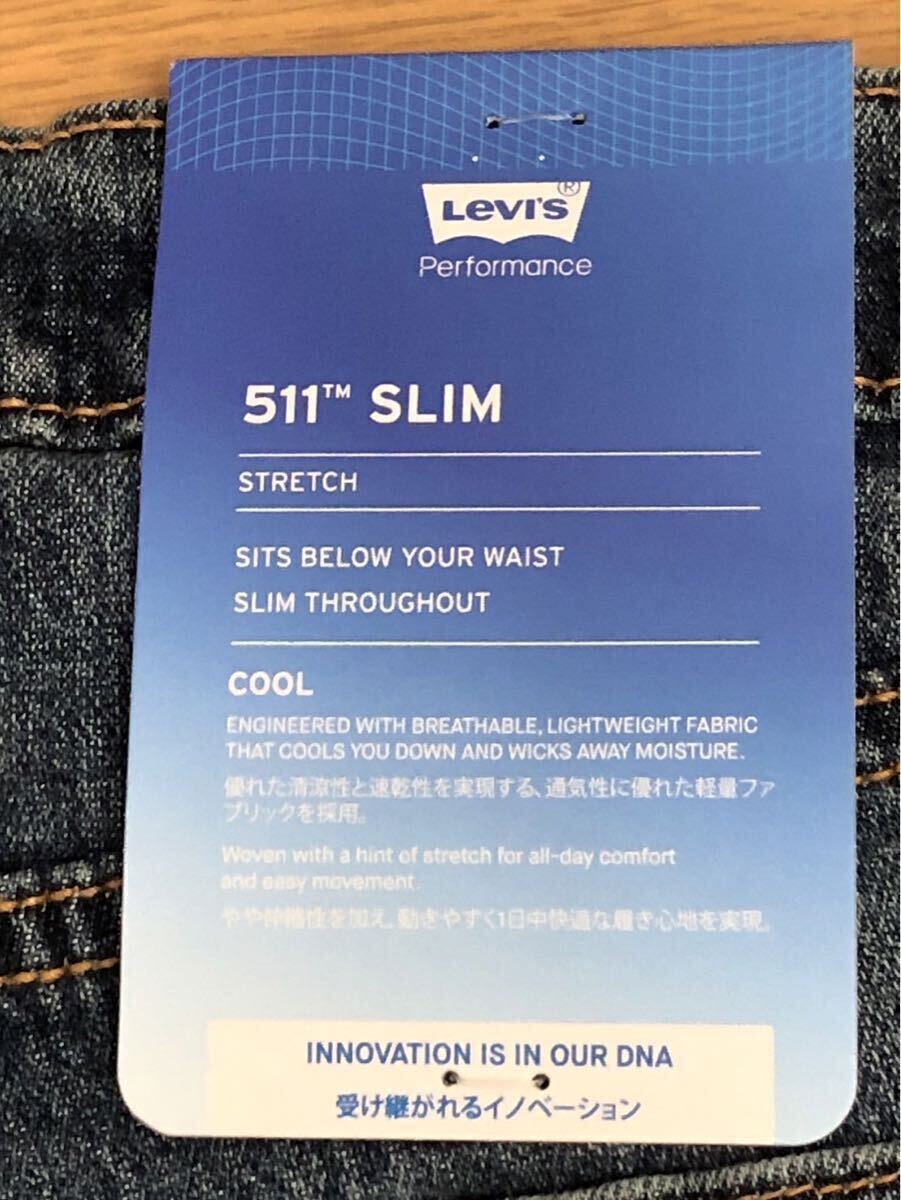 Levi's®
Performance
511™ SLIM
STRETCH
SITS BELOW YOUR WAIST
SLIM THROUGHOUT
COOL
ENGINEERED WITH BREATHABLE, LIGHTWEIGHT FABRIC
THAT COOLS YOU DOWN AND WICKS AWAY MOISTURE.
優れた清涼性と速乾性を実現する、通気性に優れた軽量ファ
ブリックを採用。
Woven with a hint of stretch for all-day comfort
and easy movement.
やや伸縮性を加え、動きやすく1日中快適な履き心地を実現。
INNOVATION IS IN OUR DNA
受け継がれるイノベーション